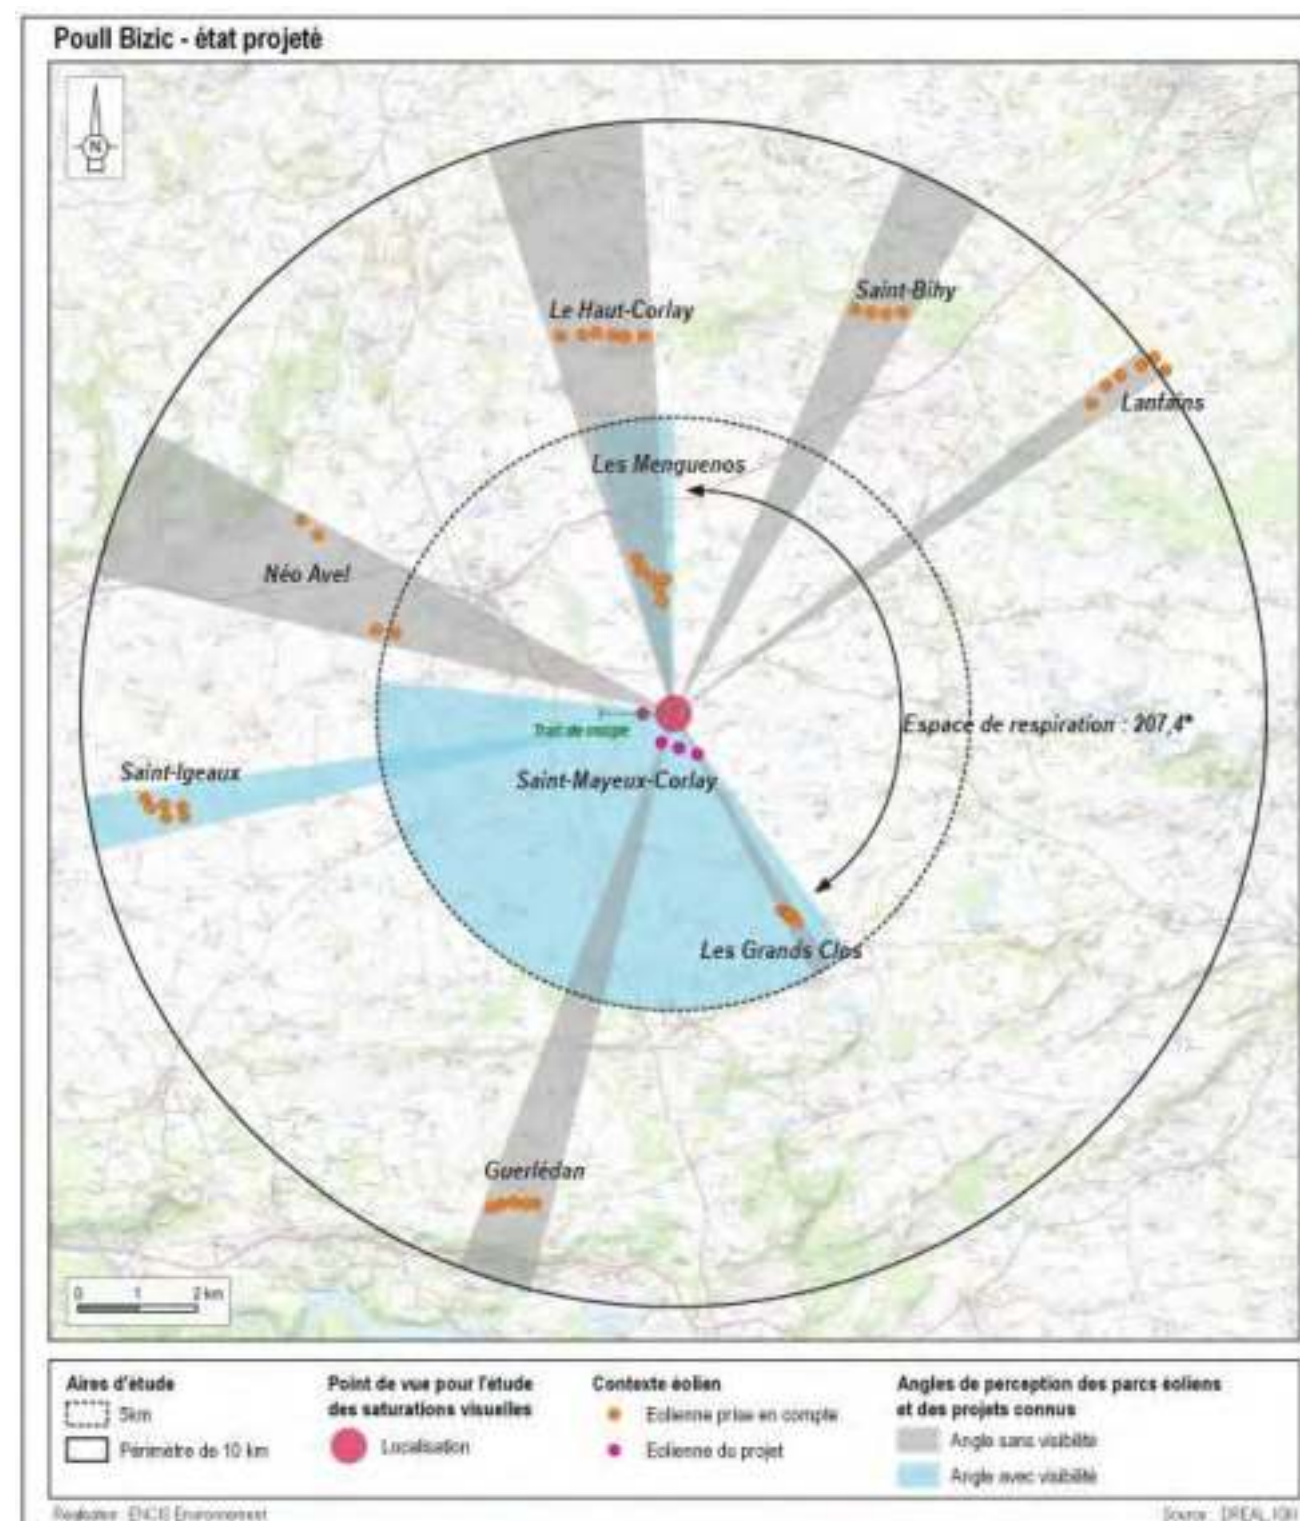 Poull Bizic - état projeté
N
Le Haut-Corlay
Saint-Bihy
Lanfains
Les Menguenos
Néo Avel
Espace de respiration : 207,4°
Saint-Igeaux
Saint-Mayeux-Corlay
Les Grands Clos
Guerlédan
0 1 2 km
Aires d'étude
5km
Périmètre de 10 km
Point de vue pour l'étude
des saturations visuelles
Localisation
Contexte éolien
Eolienne prise en compte
Eolienne du projet
Angles de perception des parcs éoliens
et des projets connus
Angle sans visibilité
Angle avec visibilité
Réalisation : ENCIS Environnement
Source : DREAL, IGN